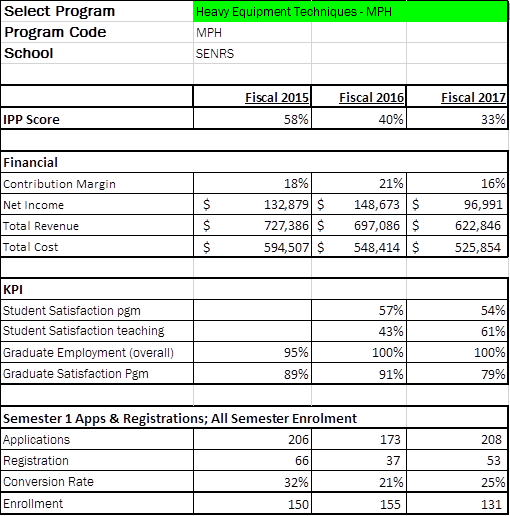 Select Program Heavy Equipment Techniques - MPH
Program Code MPH
School SENRS
Fiscal 2015 Fiscal 2016 Fiscal 2017
IPP Score 58% 40% 33%
Financial
Contribution Margin 18% 21% 16%
Net Income $ 132,879 $ 148,673 $ 96,991
Total Revenue $ 727,386 $ 697,086 $ 622,846
Total Cost $ 594,507 $ 548,414 $ 525,854
KPI
Student Satisfaction pgm 57% 54%
Student Satisfaction teaching 43% 61%
Graduate Employment (overall) 95% 100% 100%
Graduate Satisfaction Pgm 89% 91% 79%
Semester 1 Apps & Registrations; All Semester Enrolment
Applications 206 173 208
Registration 66 37 53
Conversion Rate 32% 21% 25%
Enrollment 150 155 131